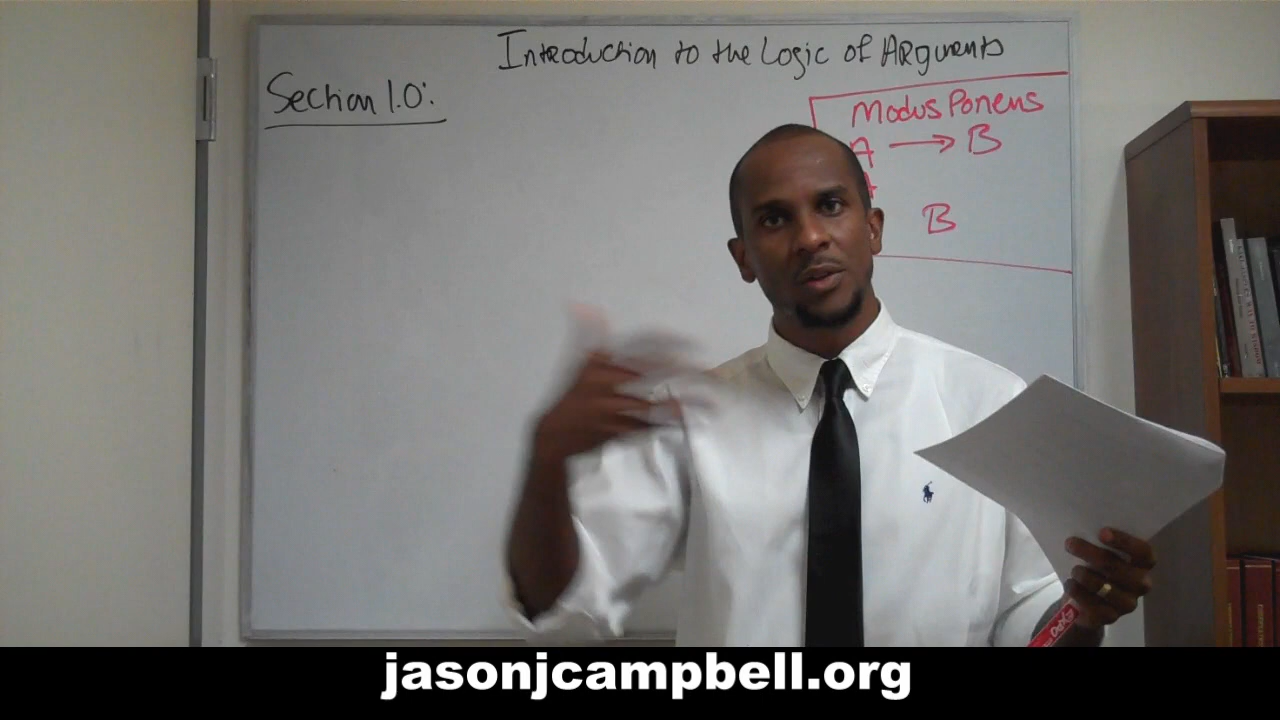 Introduction to the Logic of Arguments
Section 1.0:
Modus Ponens
A → B
A
B
jasonjcampbell.org